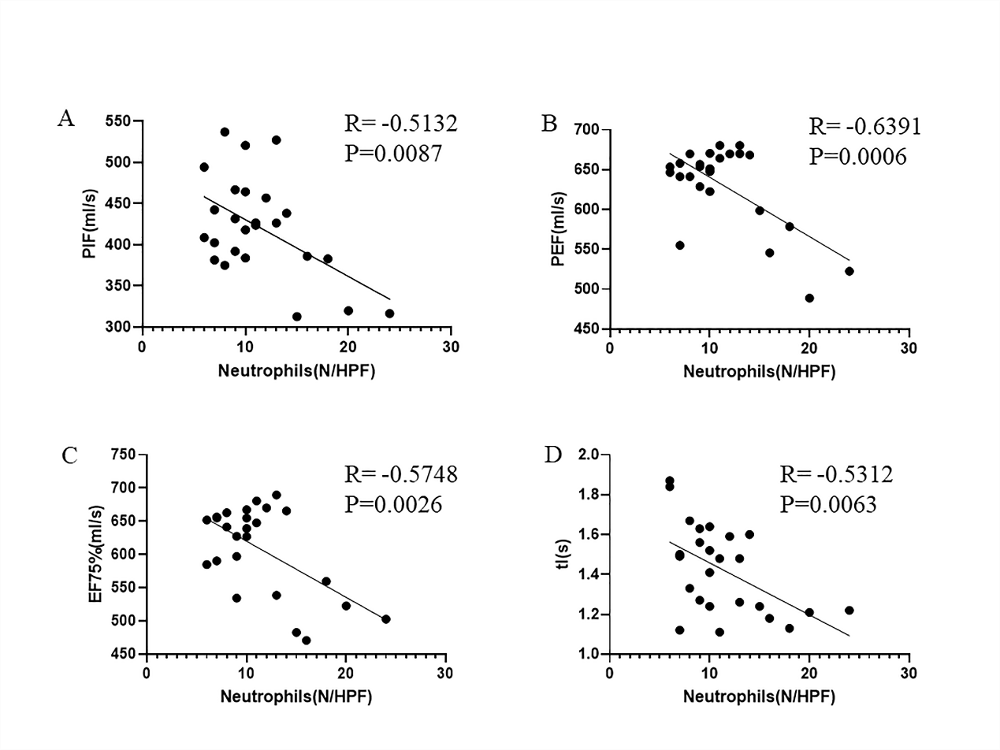 A
R= -0.5132
P=0.0087
550
500
450
400
350
300
PIF(ml/s)
0 10 20 30
Neutrophils(N/HPF)
B
R= -0.6391
P=0.0006
700
650
600
550
500
450
PEF(ml/s)
0 10 20 30
Neutrophils(N/HPF)
C
R= -0.5748
P=0.0026
750
700
650
600
550
500
450
EF75%(ml/s)
0 10 20 30
Neutrophils(N/HPF)
D
R= -0.5312
P=0.0063
2.0
1.8
1.6
1.4
1.2
1.0
tI(s)
0 10 20 30
Neutrophils(N/HPF)